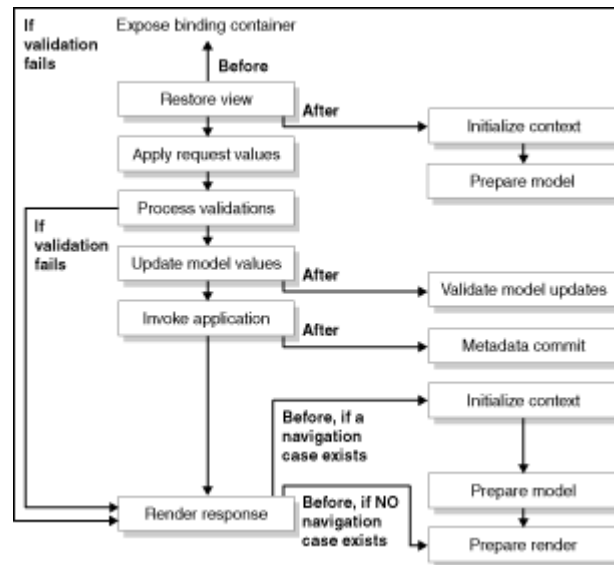 If
validation
fails
Expose binding container
Before
Restore view
After
Initialize context
Apply request values
Prepare model
Process validations
If
validation
fails
Update model values
After
Validate model updates
Invoke application
After
Metadata commit
Initialize context
Before, if a
navigation
case exists
Prepare model
Render response
Before, if NO
navigation
case exists
Prepare render